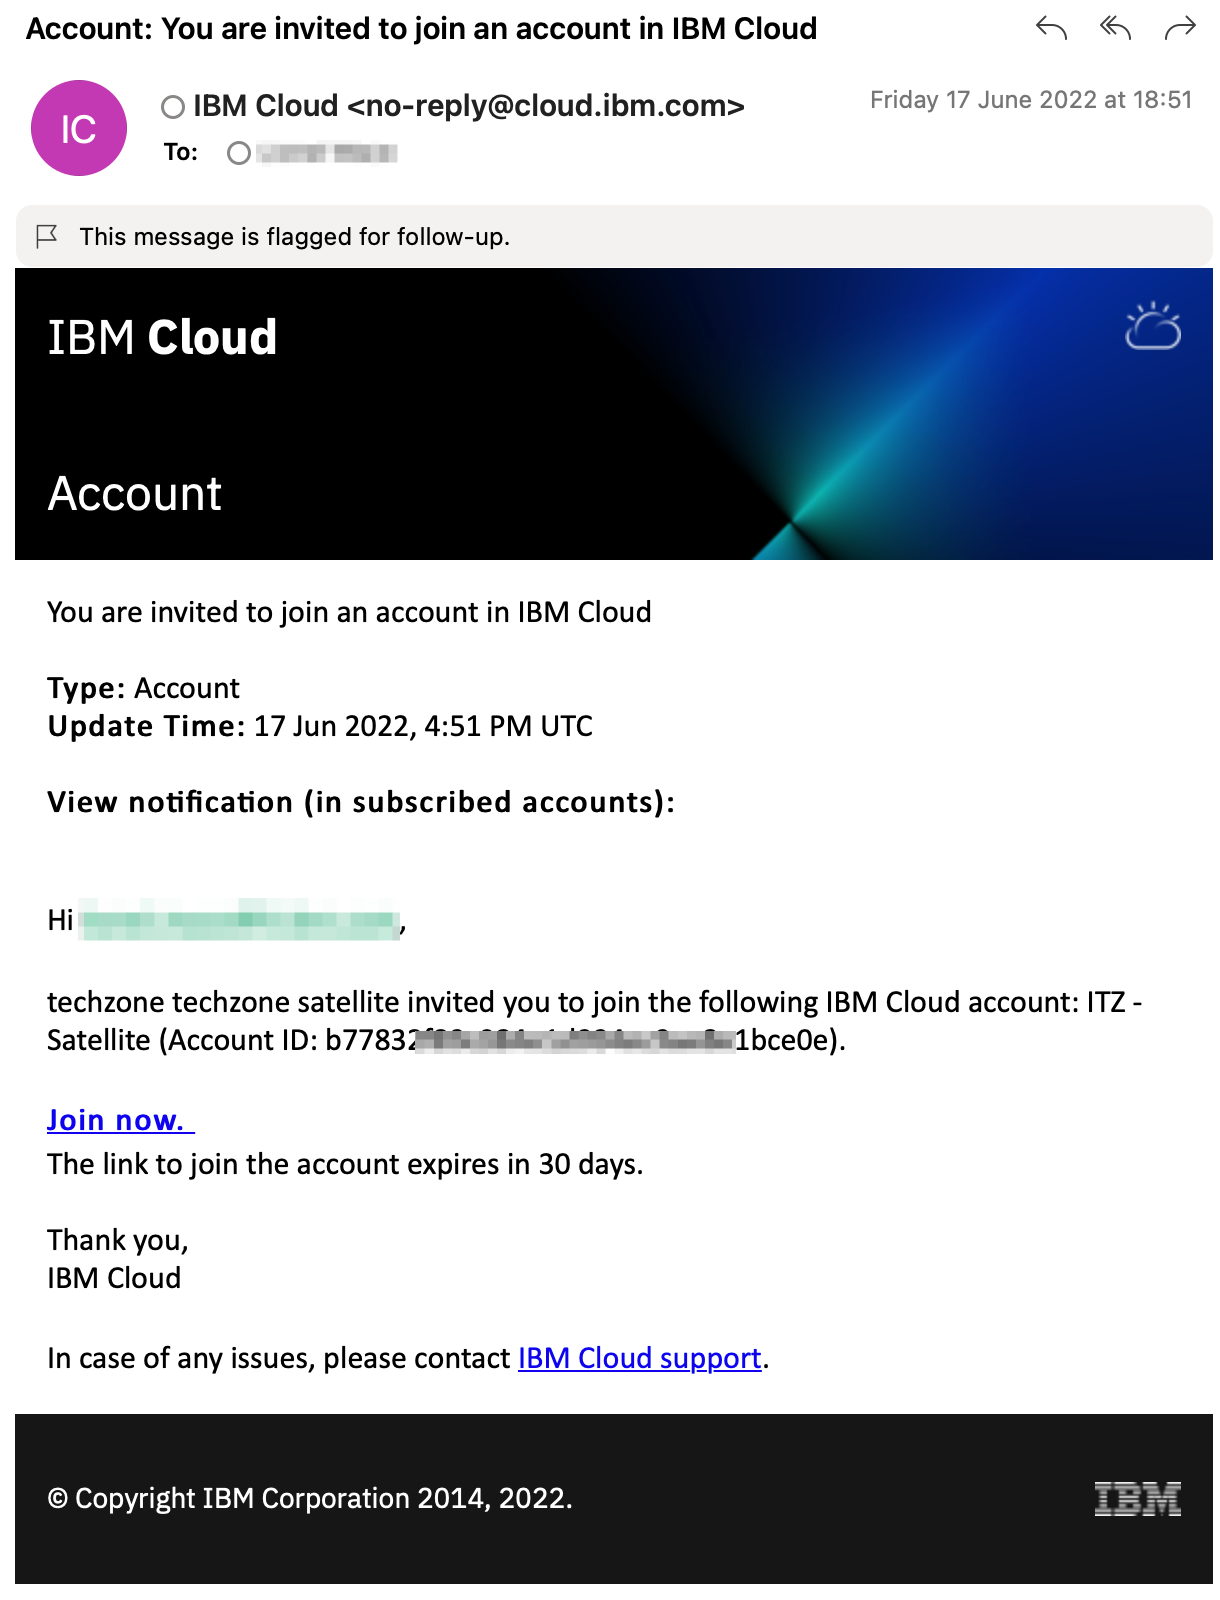 Account: You are invited to join an account in IBM Cloud
IC
IBM Cloud <no-reply@cloud.ibm.com>
Friday 17 June 2022 at 18:51
To:
This message is flagged for follow-up.
IBM Cloud
Account
You are invited to join an account in IBM Cloud
Type: Account
Update Time: 17 Jun 2022, 4:51 PM UTC
View notification (in subscribed accounts):
Hi ,
techzone techzone satellite invited you to join the following IBM Cloud account: ITZ -
Satellite (Account ID: b77832 1bce0e).
Join now.
The link to join the account expires in 30 days.
Thank you,
IBM Cloud
In case of any issues, please contact IBM Cloud support.
© Copyright IBM Corporation 2014, 2022.
IBM